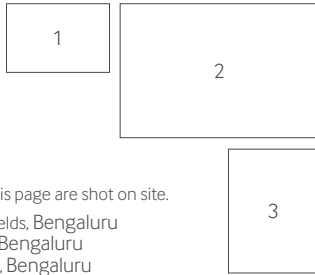 1
2
3
is page are shot on site.
elds, Bengaluru
Bengaluru
, Bengaluru